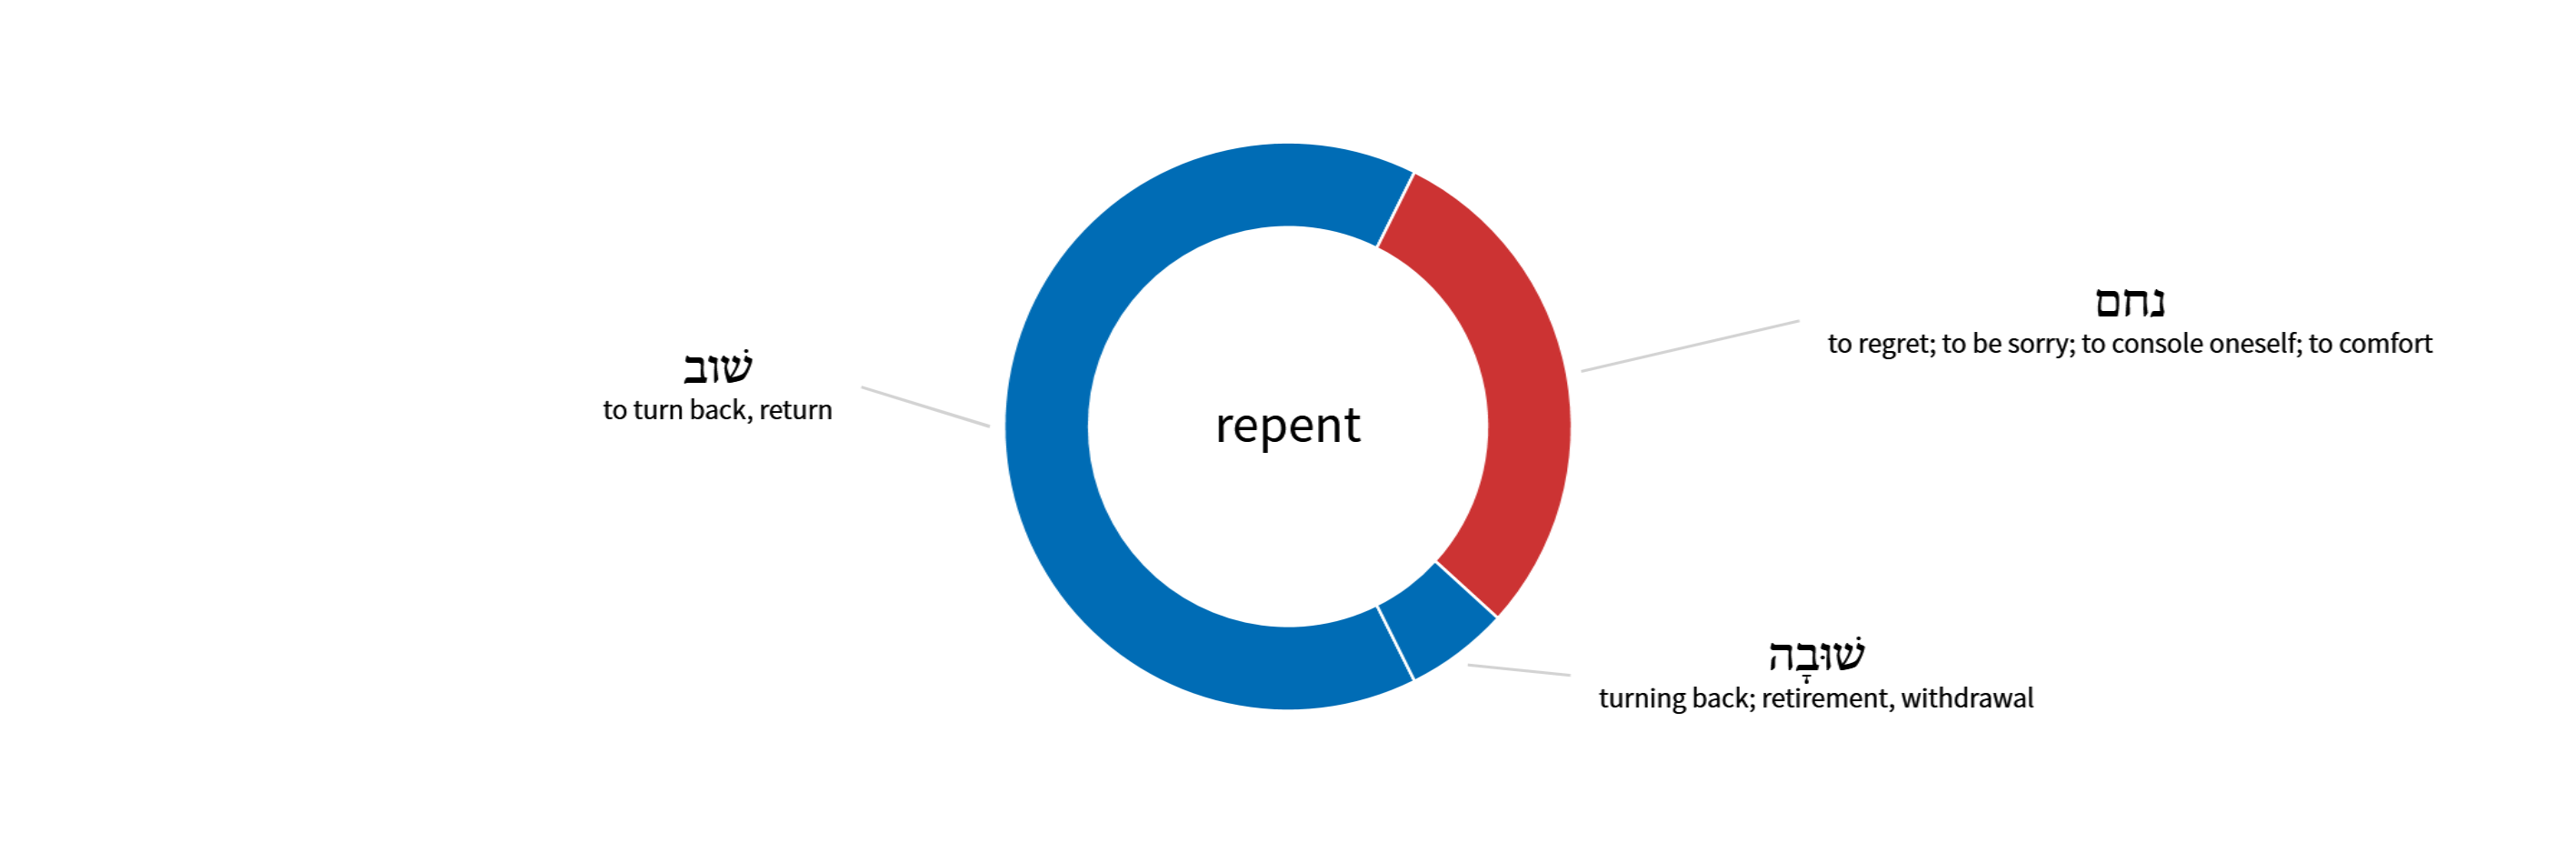 נחם
to regret; to be sorry; to console oneself; to comfort
שׁוב
to turn back, return
repent
שׁוּבָה
turning back; retirement, withdrawal